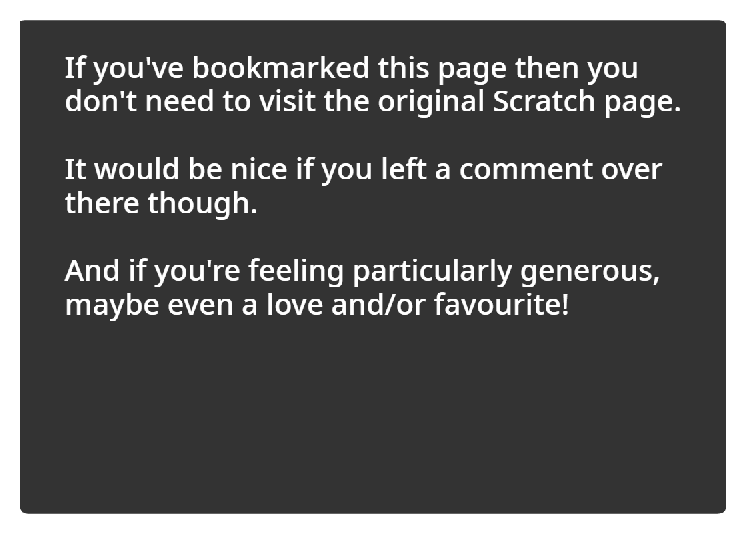 If you've bookmarked this page then you
don't need to visit the original Scratch page.
It would be nice if you left a comment over
there though.
And if you're feeling particularly generous,
maybe even a love and/or favourite!